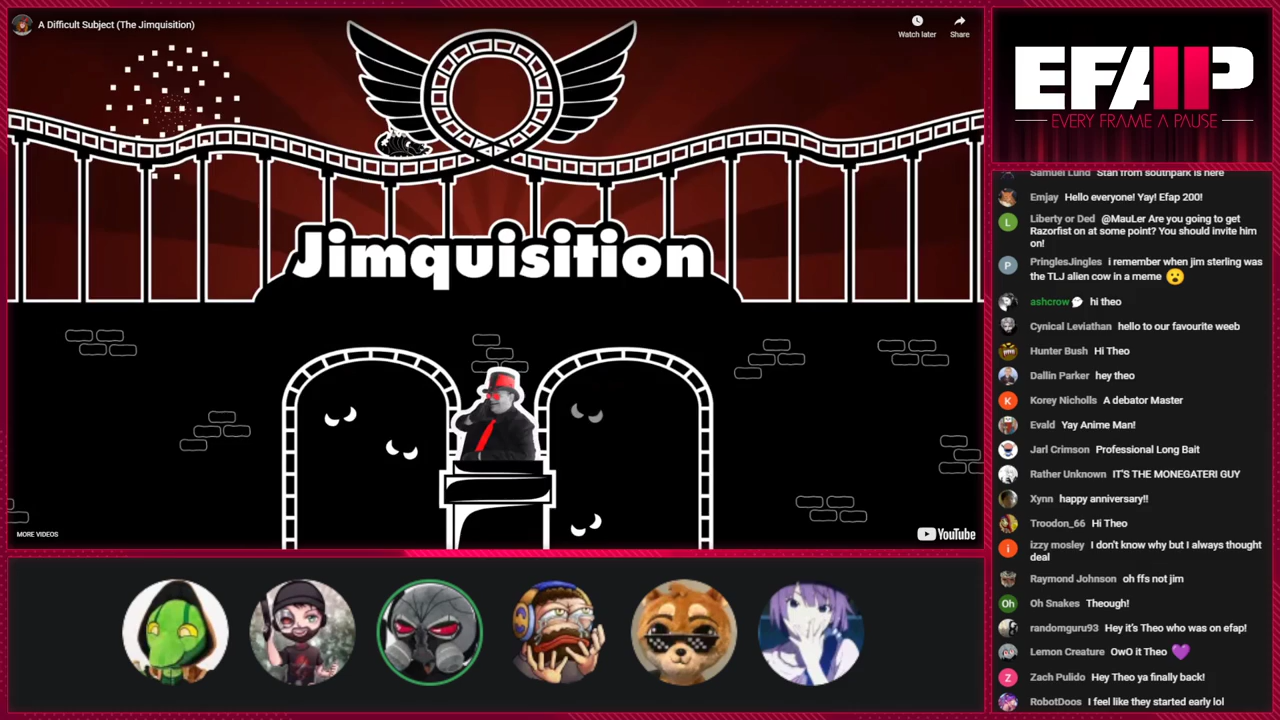 A Difficult Subject (The Jimquisition)
Watch later
Share
Jimquisition
MORE VIDEOS
YouTube
EFAP
EVERY FRAME A PAUSE
Samuel Lund Stan from southpark is here
Emjay Hello everyone! Yay! Efap 200!
Liberty or Ded @MauLer Are you going to get
Razorfist on at some point? You should invite him
on!
PringlesJingles i remember when jim sterling was
the TLJ alien cow in a meme 😮
ashcrow hi theo
Cynical Leviathan hello to our favourite weeb
Hunter Bush Hi Theo
Dallin Parker hey theo
Korey Nicholls A debator Master
Evald Yay Anime Man!
Jarl Crimson Professional Long Bait
Rather Unknown IT'S THE MONEGATERI GUY
Xynn happy anniversary!!
Troodon_66 Hi Theo
izzy mosley I don't know why but I always thought
deal
Raymond Johnson oh ffs not jim
Oh Snakes Theough!
randomguru93 Hey it's Theo who was on efap!
Lemon Creature OwO it Theo 💜
Zach Pulido Hey Theo ya finally back!
RobotDoos I feel like they started early lol